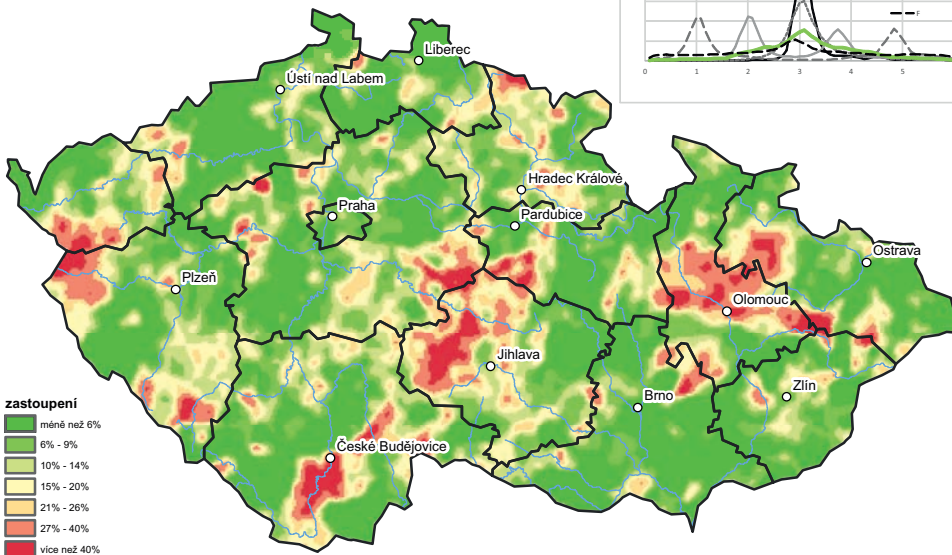 F
0 1 2 3 4 5
Liberec
Ústí nad Labem
Hradec Králové
Praha
Pardubice
Ostrava
Plzeň
Olomouc
Jihlava
Zlín
Brno
České Budějovice
zastoupení
méně než 6%
6% - 9%
10% - 14%
15% - 20%
21% - 26%
27% - 40%
více než 40%